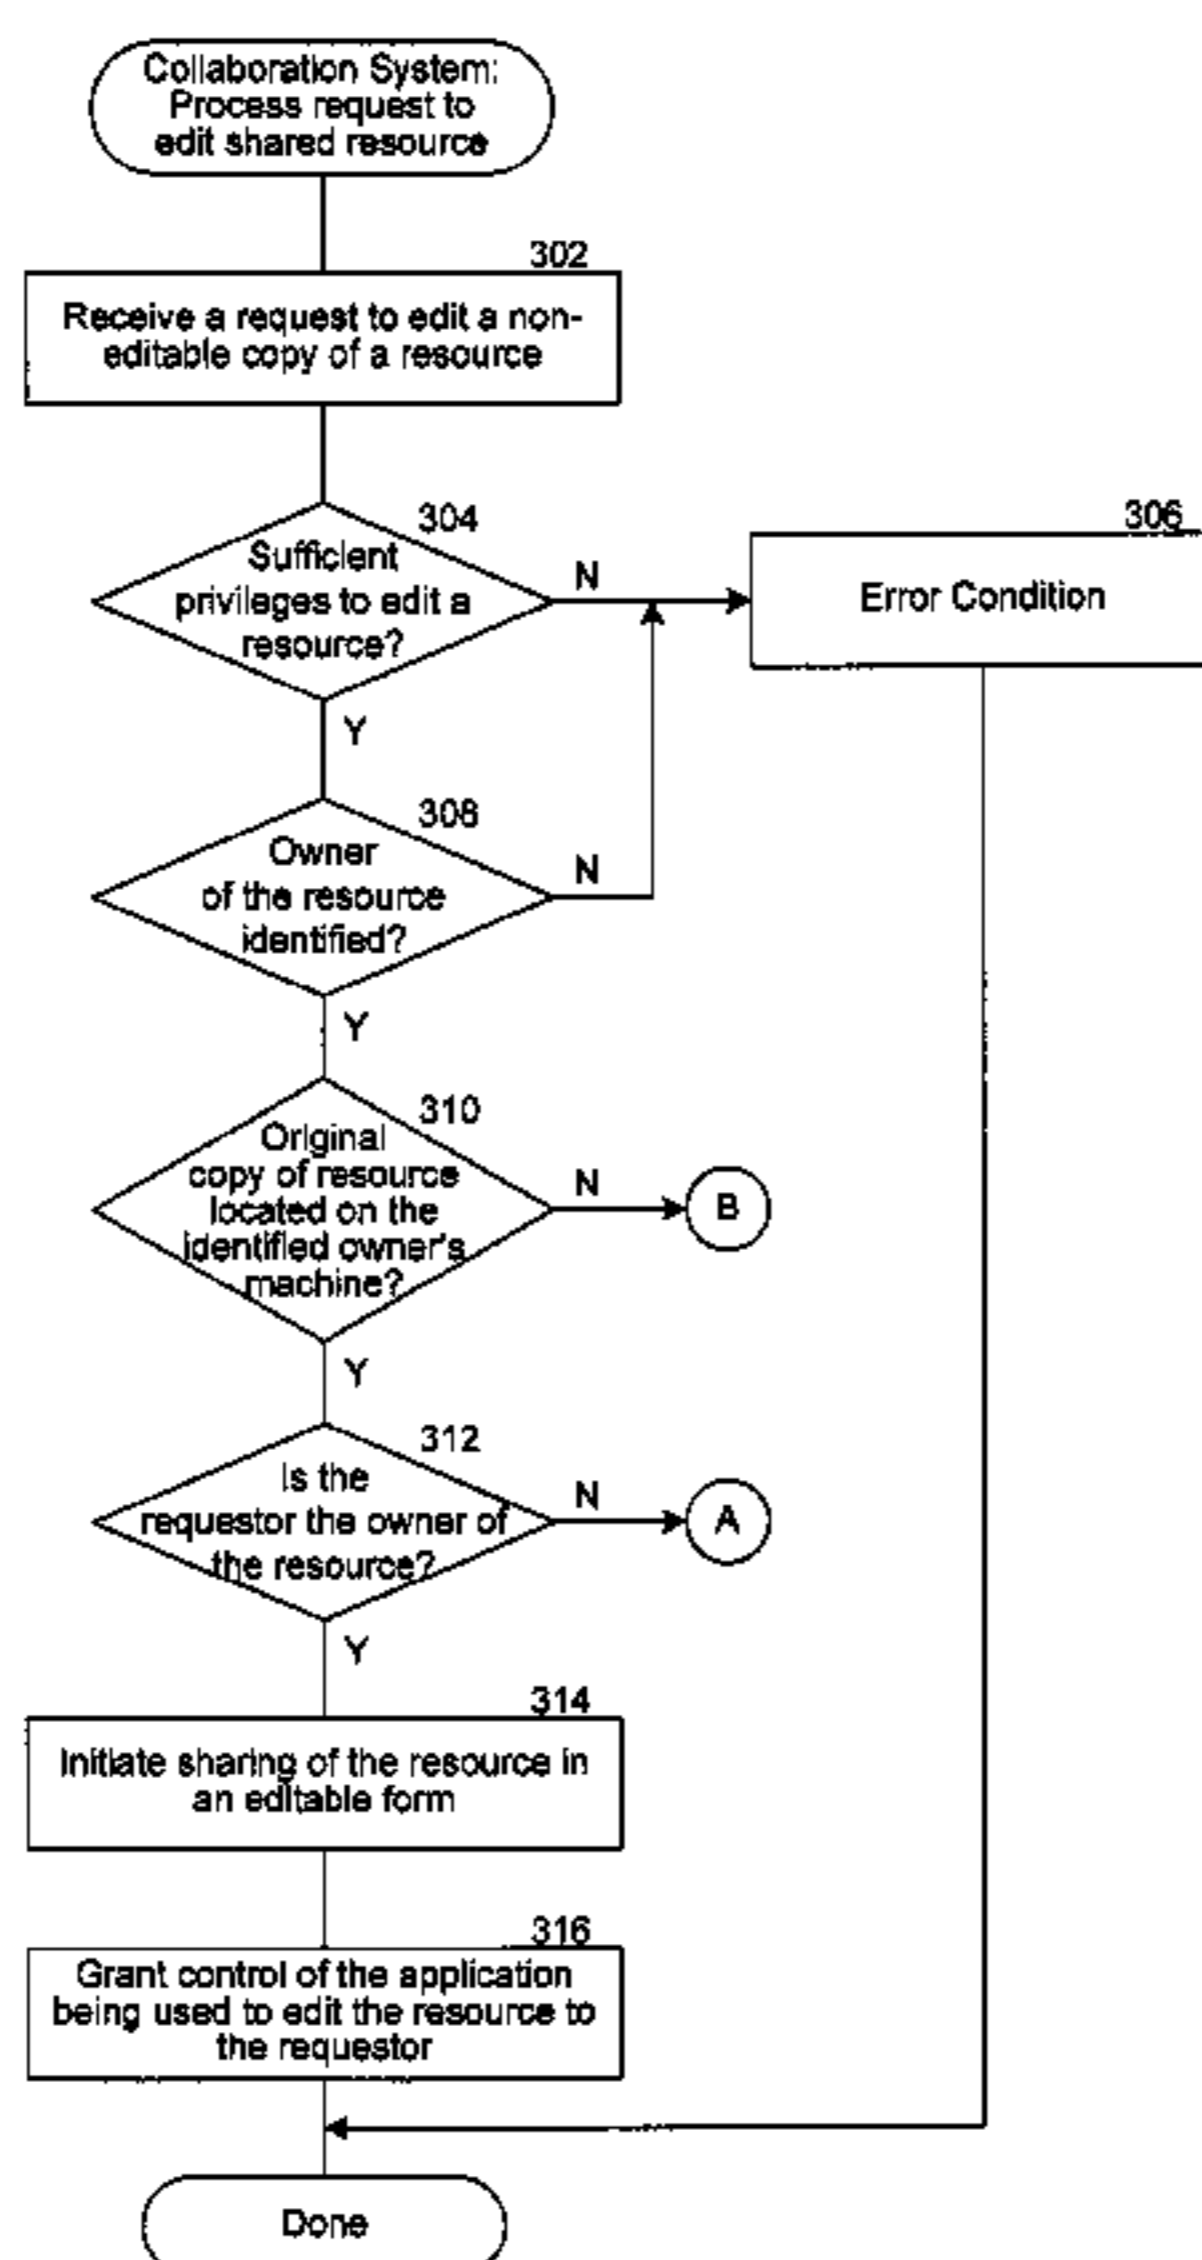 Collaboration System:
Process request to
edit shared resource
302
Receive a request to edit a non-
editable copy of a resource
304
Sufficient
privileges to edit a
resource?
N
306
Error Condition
Y
308
Owner
of the resource
identified?
N
Y
310
Original
copy of resource
located on the
identified owner's
machine?
N
B
Y
312
Is the
requestor the owner of
the resource?
N
A
Y
314
Initiate sharing of the resource in
an editable form
316
Grant control of the application
being used to edit the resource to
the requestor
Done